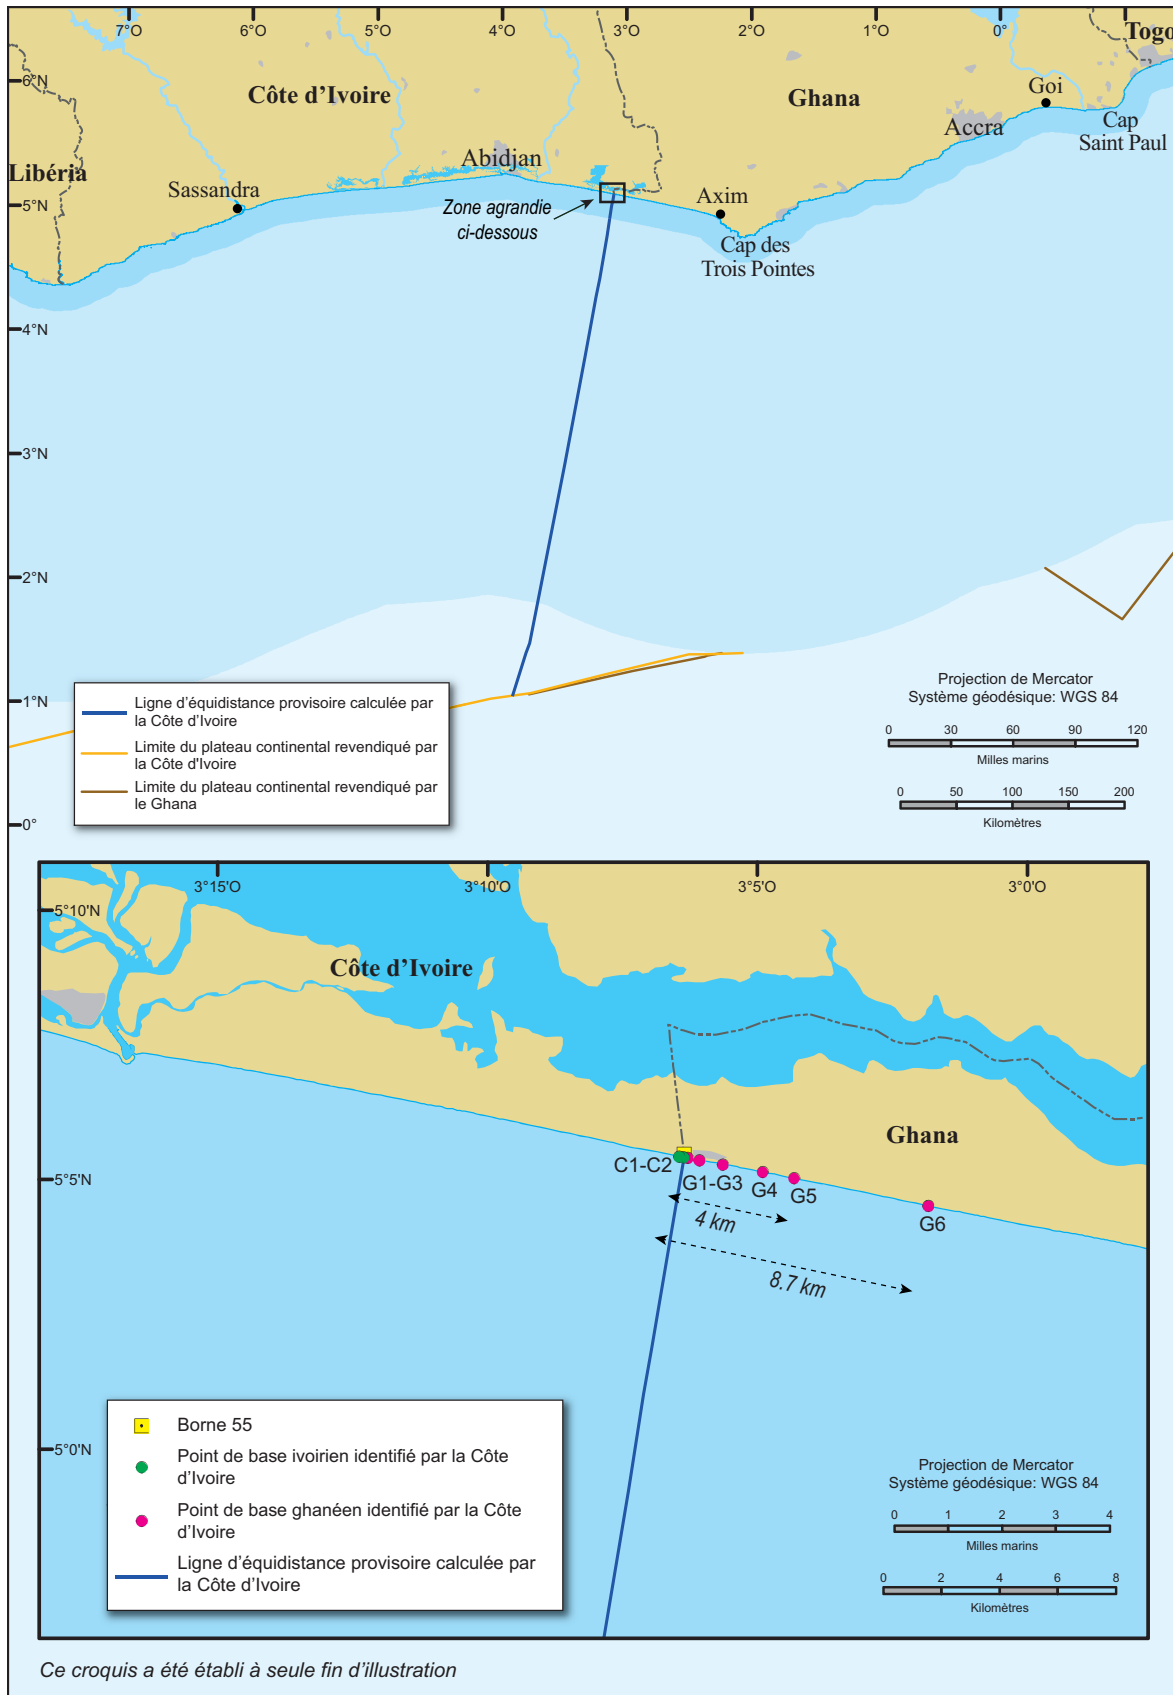 7°O
6°O
5°O
4°O
3°O
2°O
1°O
0°
Togo
6°N
Côte d'Ivoire
Ghana
Goi
Accra
Cap
Saint Paul
Abidjan
Libéria
Sassandra
5°N
Axim
Zone agrandie
ci-dessous
Cap des
Trois Pointes
4°N
3°N
2°N
1°N
0°
Ligne d'équidistance provisoire calculée par
la Côte d'Ivoire
Limite du plateau continental revendiqué par
la Côte d'Ivoire
Limite du plateau continental revendiqué par
le Ghana
Projection de Mercator
Système géodésique: WGS 84
0 30 60 90 120
Milles marins
0 50 100 150 200
Kilomètres
3°15'O
3°10'O
3°5'O
3°0'O
5°10'N
Côte d'Ivoire
Ghana
5°5'N
C1-C2
G1-G3
G4
G5
G6
4 km
8.7 km
5°0'N
Borne 55
Point de base ivoirien identifié par la Côte
d'Ivoire
Point de base ghanéen identifié par la Côte
d'Ivoire
Ligne d'équidistance provisoire calculée par
la Côte d'Ivoire
Projection de Mercator
Système géodésique: WGS 84
0 1 2 3 4
Milles marins
0 2 4 6 8
Kilomètres
Ce croquis a été établi à seule fin d'illustration